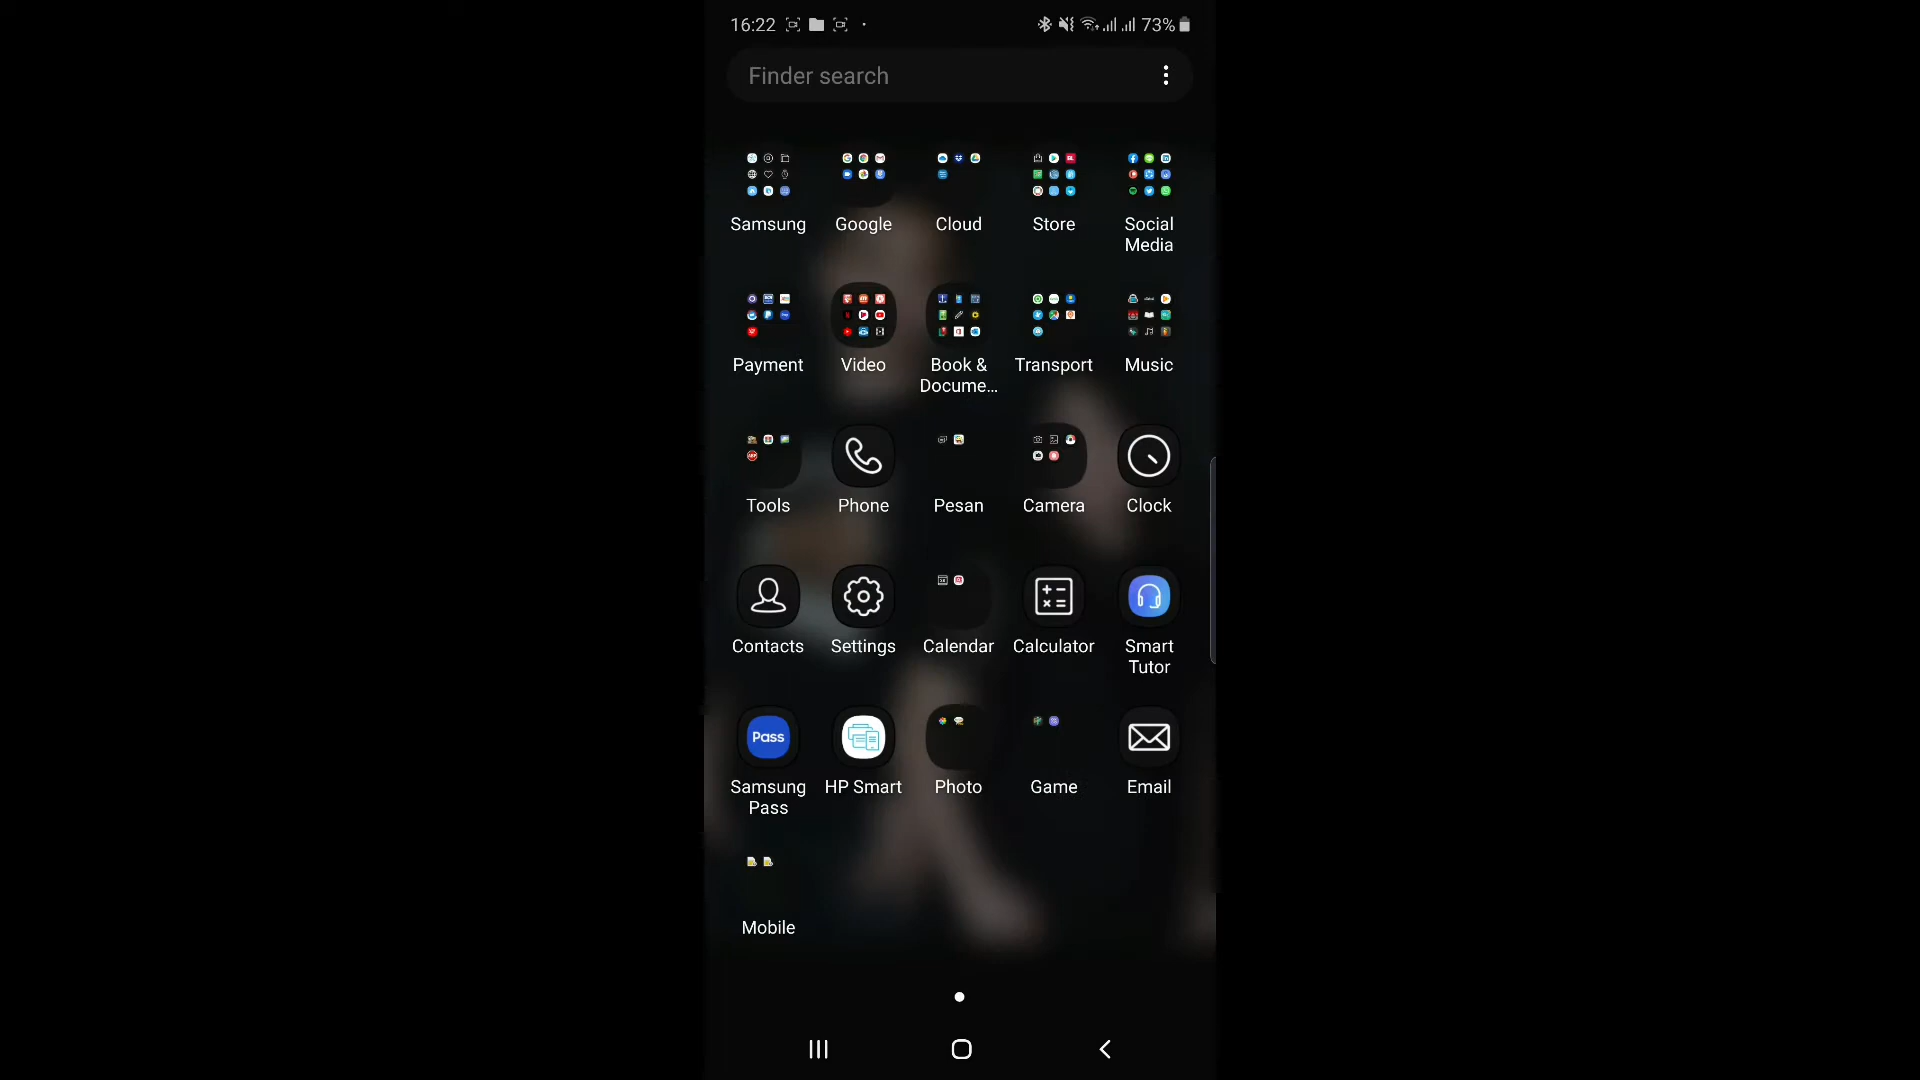 16:22
73%
Finder search
Samsung
Google
Cloud
Store
Social
Media
Payment
Video
Book &
Docume...
Transport
Music
Tools
Phone
Pesan
Camera
Clock
Contacts
Settings
Calendar
Calculator
Smart
Tutor
Pass
Samsung
Pass
HP Smart
Photo
Game
Email
Mobile